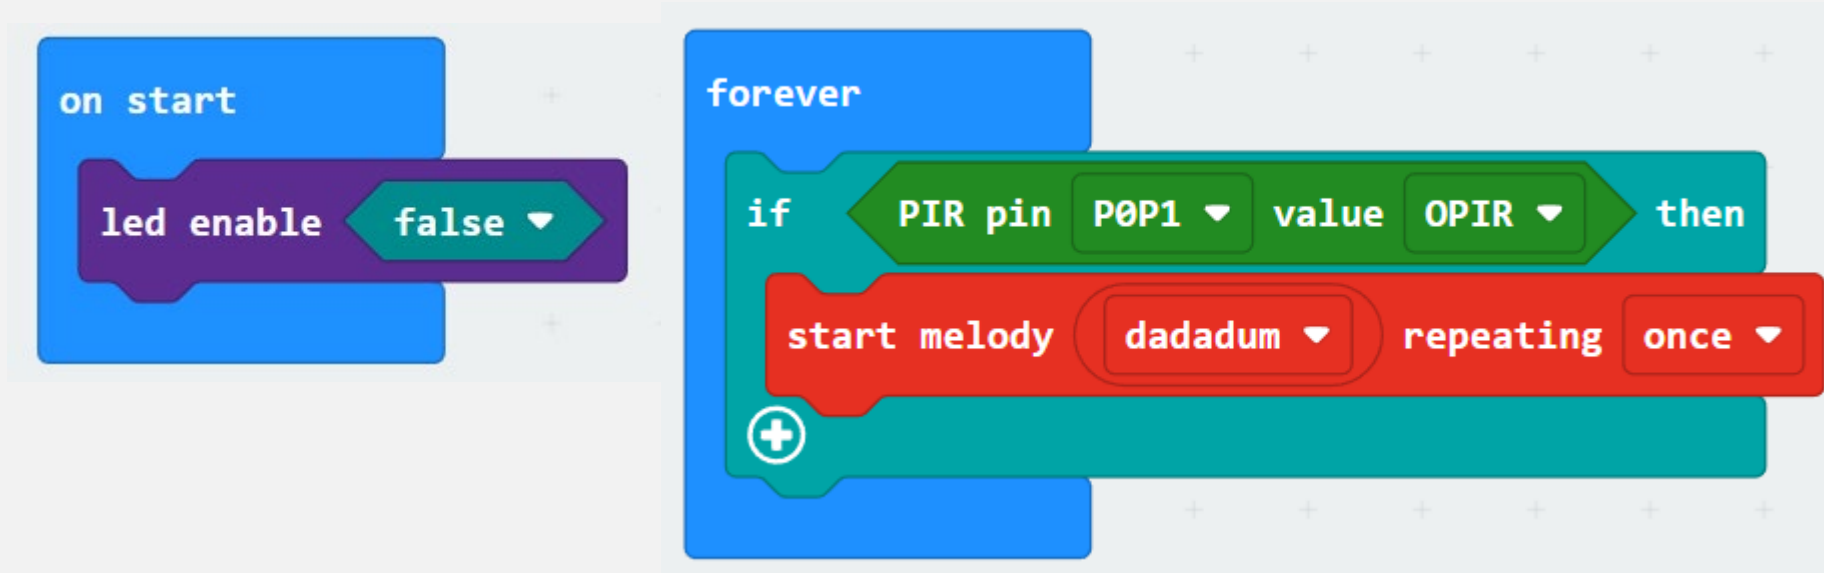 on start
led enable false
forever
if PIR pin P0P1 value OPIR then
start melody dadadum repeating once